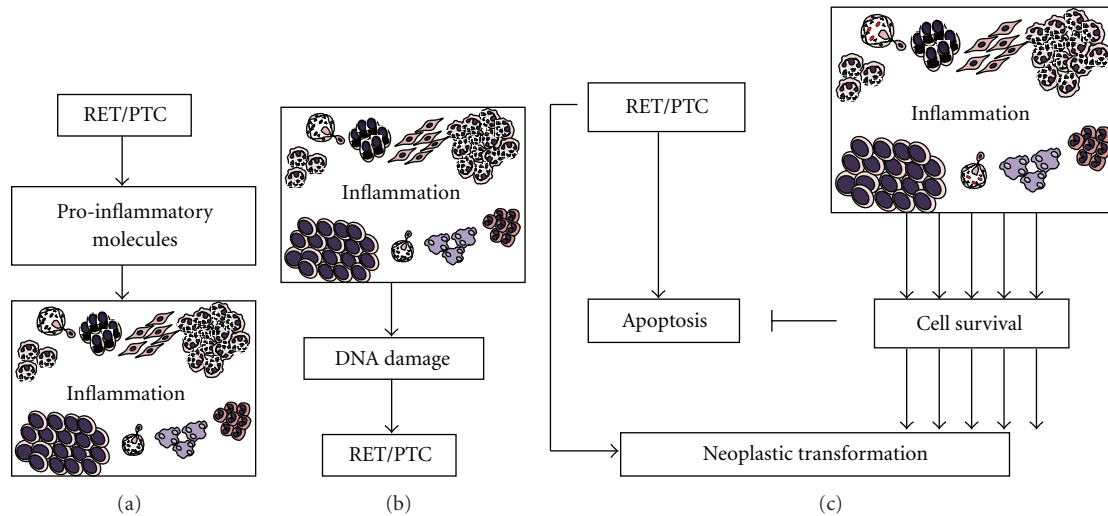 RET/PTC
Pro-inflammatory
molecules
Inflammation
(a)
Inflammation
DNA damage
RET/PTC
(b)
RET/PTC
Inflammation
Apoptosis
Cell survival
Neoplastic transformation
(c)